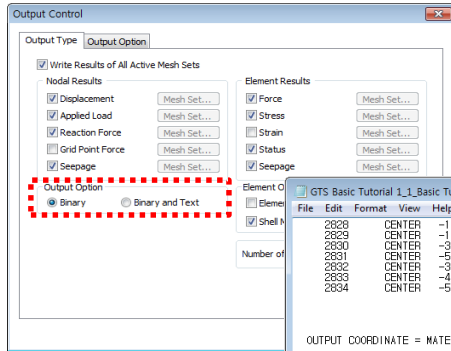 Output Control
Output Type Output Option
Write Results of All Active Mesh Sets
Nodal Results
Displacement Mesh Set...
Applied Load Mesh Set...
Reaction Force Mesh Set...
Grid Point Force Mesh Set...
Seepage Mesh Set...
Element Results
Force Mesh Set...
Stress Mesh Set...
Strain Mesh Set...
Status Mesh Set...
Seepage Mesh Set...
Output Option
Binary Binary and Text
Element O
Eleme
Shell
Number of
GTS Basic Tutorial 1_1_Basic Tu
File Edit Format View Help
2828 CENTER -1
2829 CENTER -1
2830 CENTER -3
2831 CENTER -5
2832 CENTER -3
2833 CENTER -4
2834 CENTER -5
OUTPUT COORDINATE = MATE